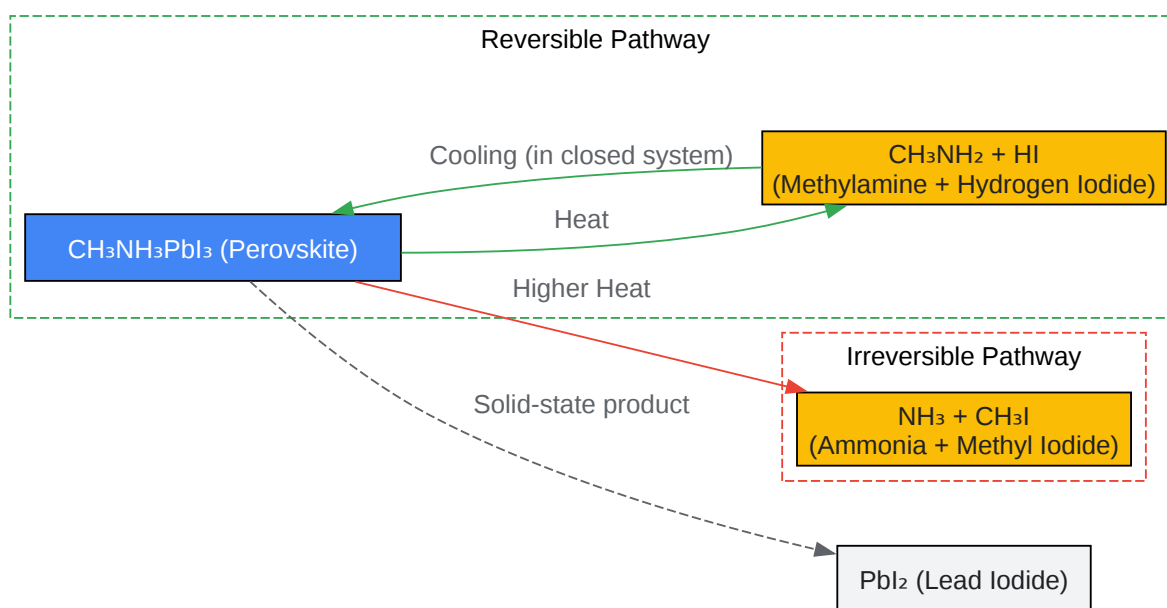 Reversible Pathway
Cooling (in closed system)
CH₃NH₂ + HI
(Methylamine + Hydrogen Iodide)
Heat
CH₃NH₃PbI₃ (Perovskite)
Higher Heat
Irreversible Pathway
Solid-state product
NH₃ + CH₃I
(Ammonia + Methyl Iodide)
PbI₂ (Lead Iodide)